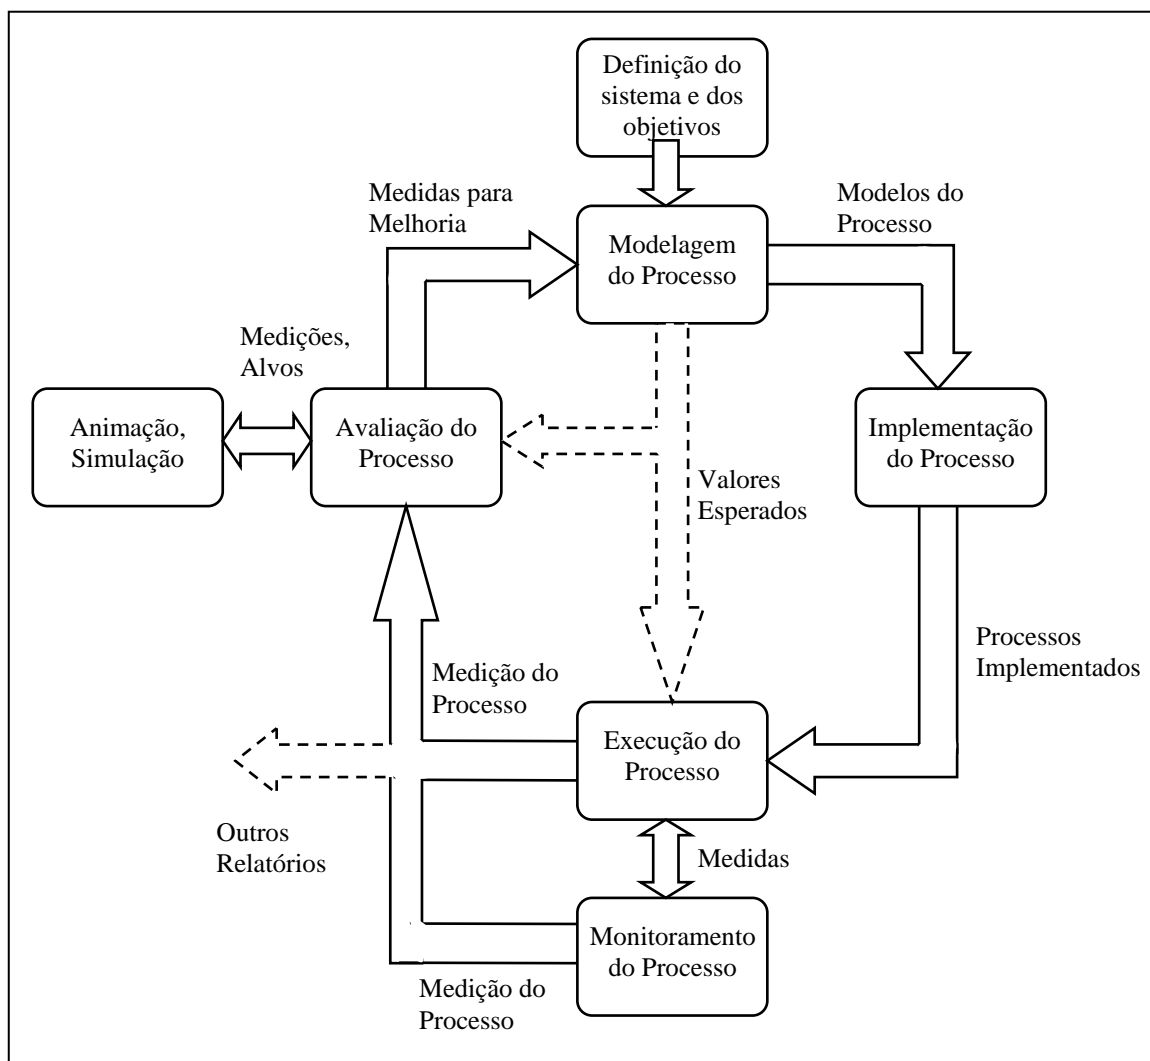 Definição do
sistema e dos
objetivos
Medidas para
Melhoria
Modelos do
Processo
Modelagem
do Processo
Medições,
Alvos
Animação,
Simulação
Avaliação do
Processo
Implementação
do Processo
Valores
Esperados
Processos
Implementados
Medição do
Processo
Execução do
Processo
Outros
Relatórios
Medidas
Monitoramento
do Processo
Medição do
Processo